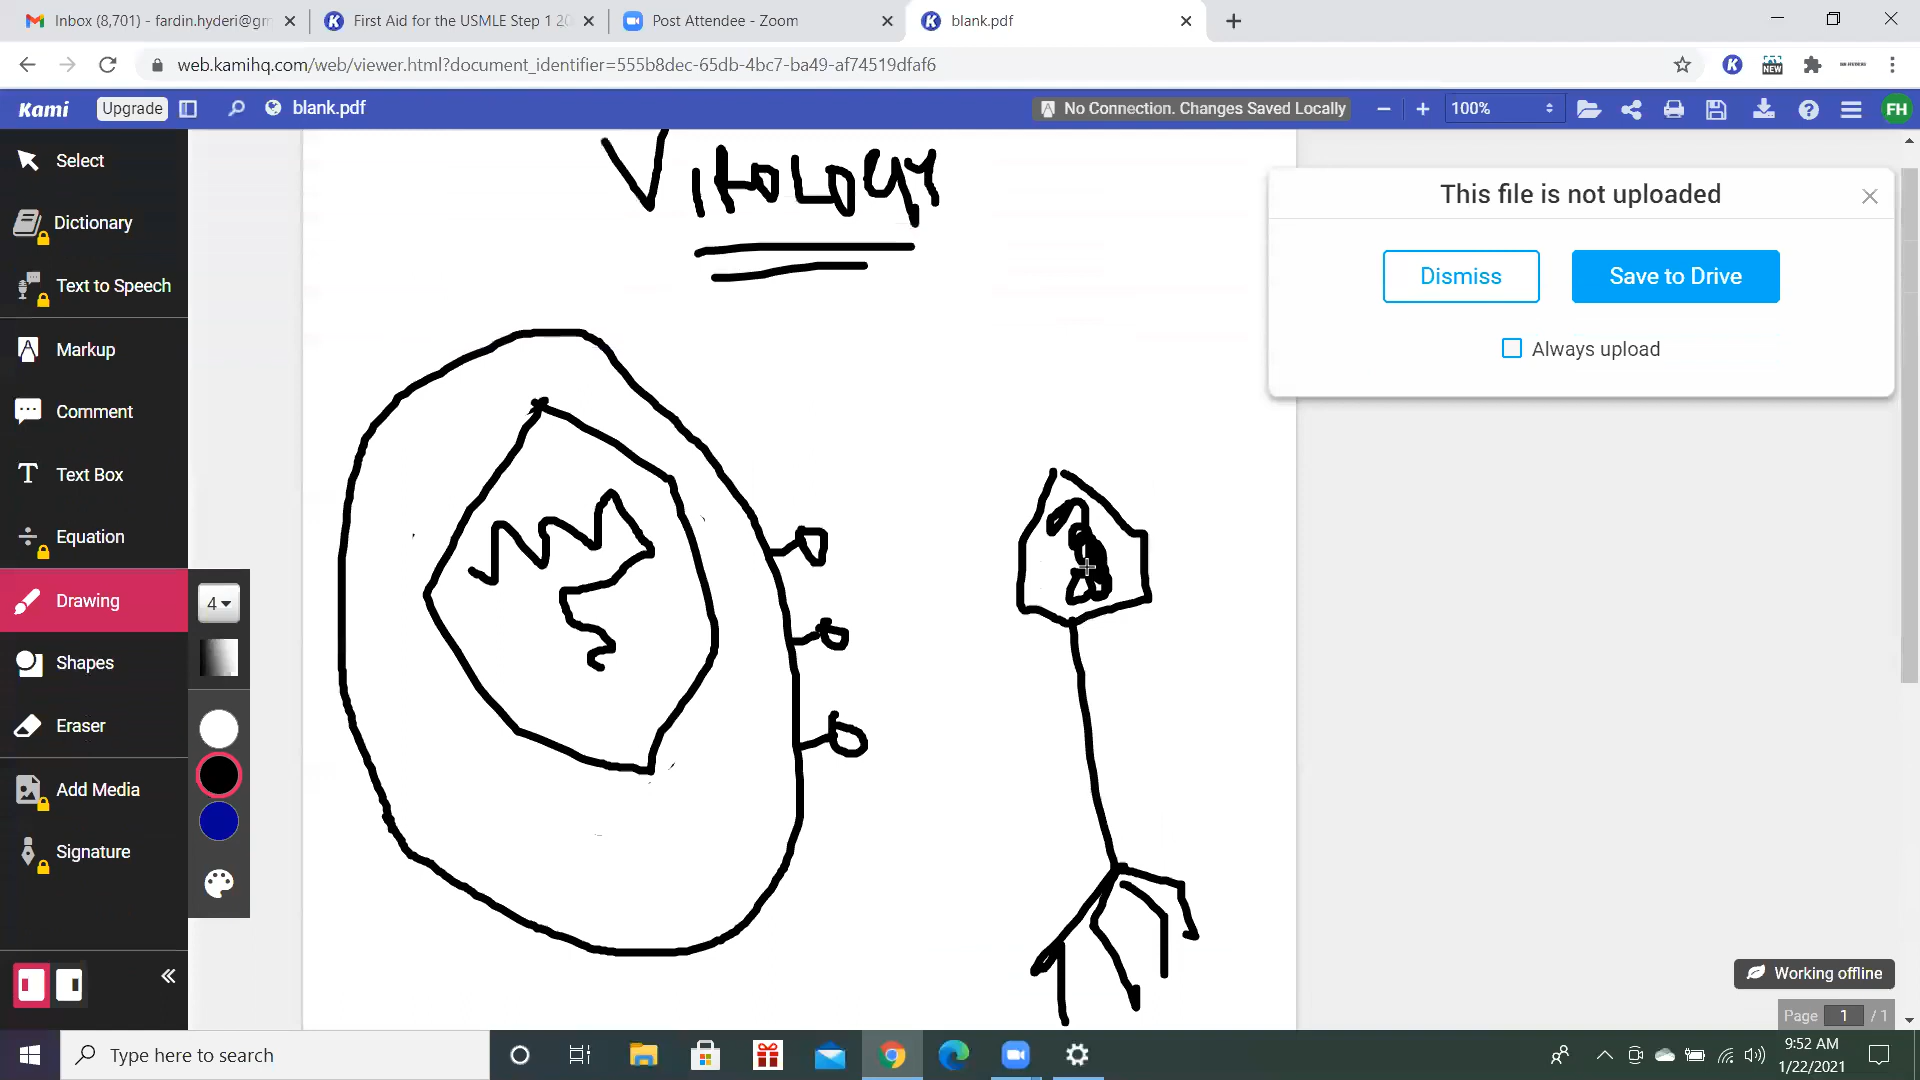 Inbox (8,701) - fardin.hyderi@gm
First Aid for the USMLE Step 1 20
Post Attendee - Zoom
blank.pdf
web.kamihq.com/web/viewer.html?document_identifier=555b8dec-65db-4bc7-ba49-af74519dfaf6
NEW
Kami
Upgrade
blank.pdf
No Connection. Changes Saved Locally
100%
FH
Select
Dictionary
Text to Speech
Markup
Comment
Text Box
Equation
Drawing
4
Shapes
Eraser
Add Media
Signature
Virology
This file is not uploaded
Dismiss
Save to Drive
Always upload
Working offline
Page 1 / 1
Type here to search
9:52 AM
1/22/2021